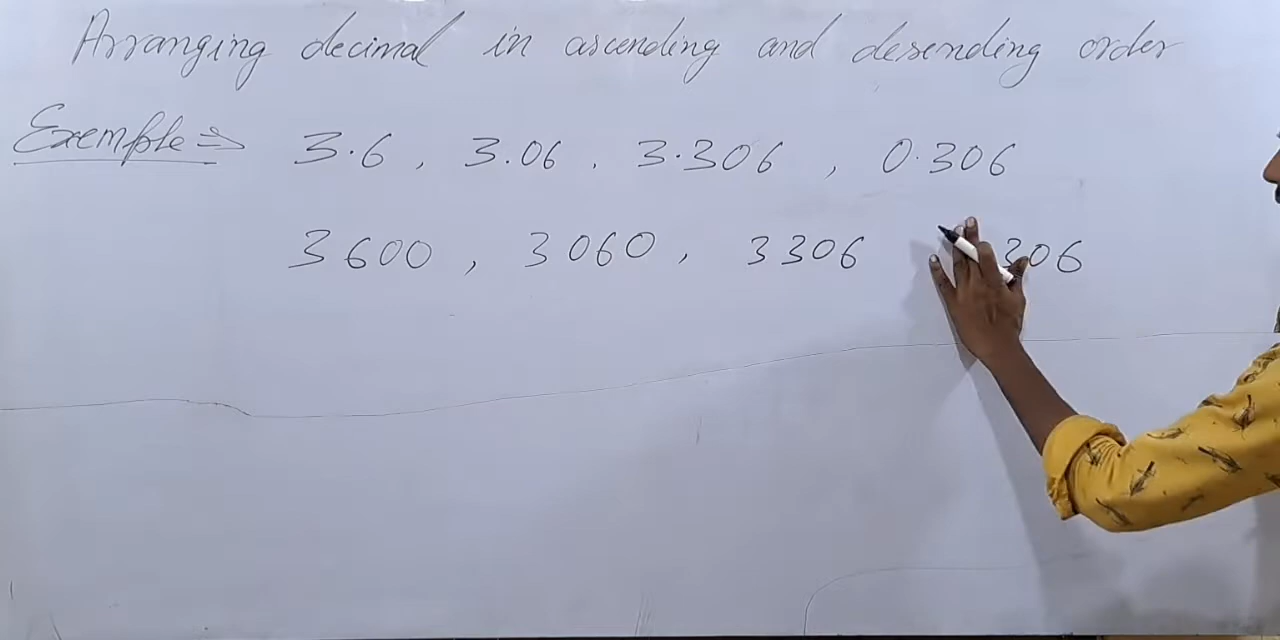 Arranging decimal in ascending and desending order
Exemple ⇒ 3.6 , 3.06 , 3.306 , 0.306
3600 , 3060 , 3306 306